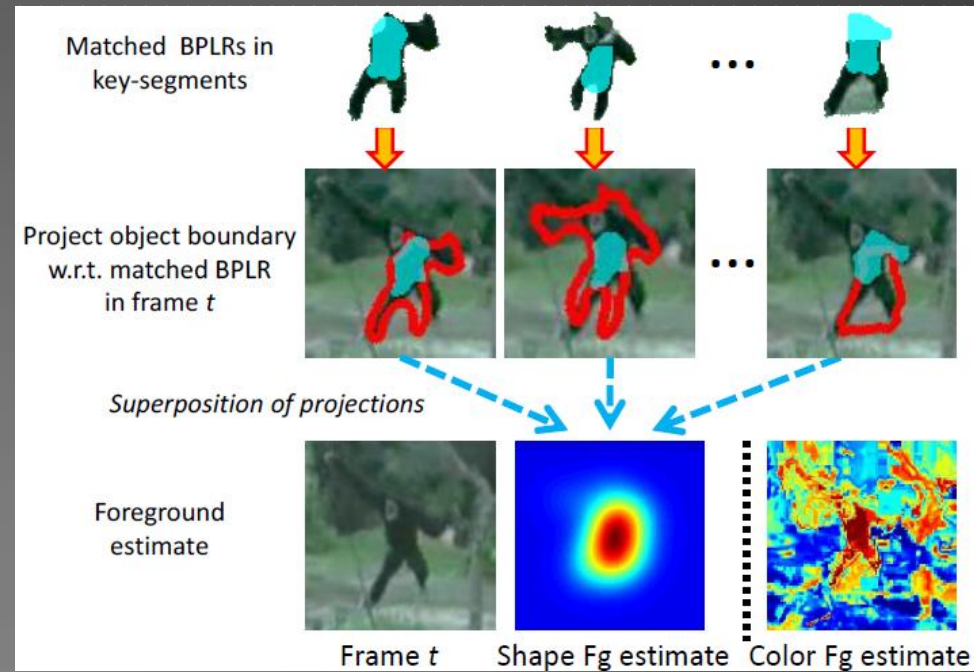 Matched BPLRs in
key-segments
...
Project object boundary
w.r.t. matched BPLR
in frame t
...
Superposition of projections
Foreground
estimate
Frame t
Shape Fg estimate
Color Fg estimate